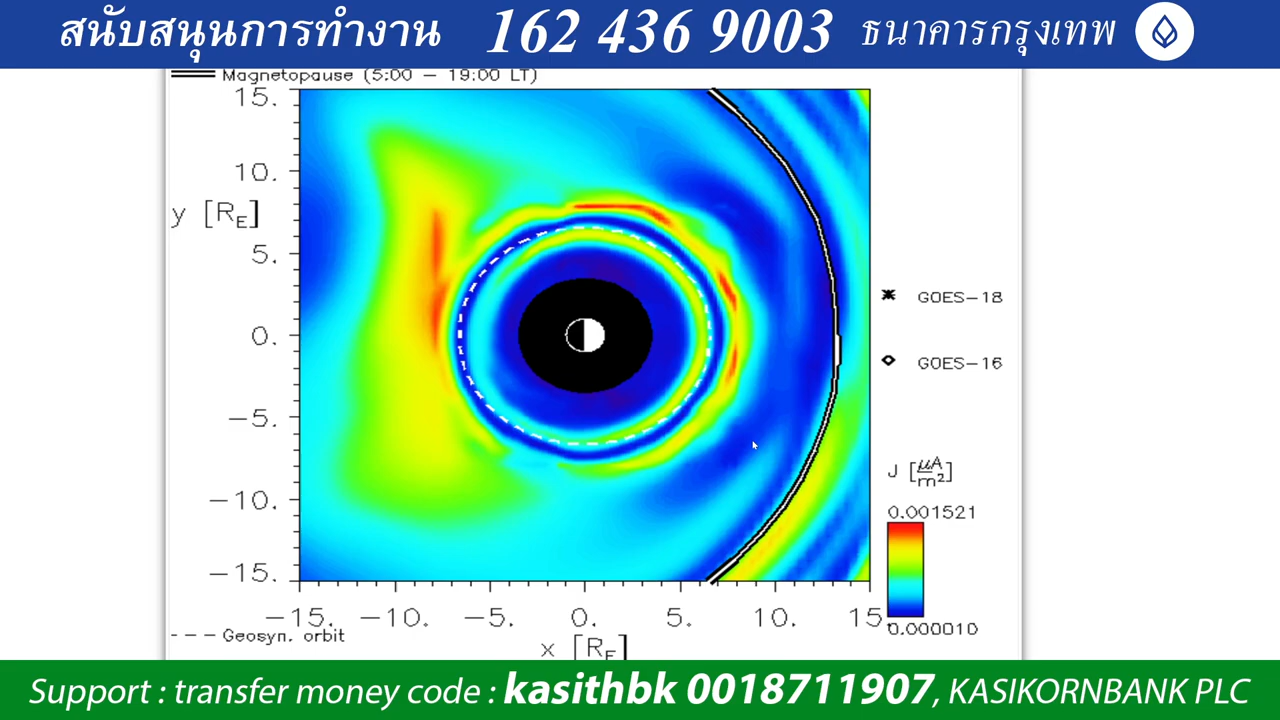 สนับสนุนการทำงาน 162 436 9003 ธนาคารกรุงเทพ
Magnetopause (5:00 – 19:00 LT)
15.
10.
y [RE]
5.
GOES-18
0.
GOES-16
-5.
J [μA/m²]
-10.
0.001521
-15.
-15. -10. -5. 0. 5. 10. 15.
0.000010
Geosyn. orbit
x [RE]
Support : transfer money code : kasithbk 0018711907, KASIKORNBANK PLC